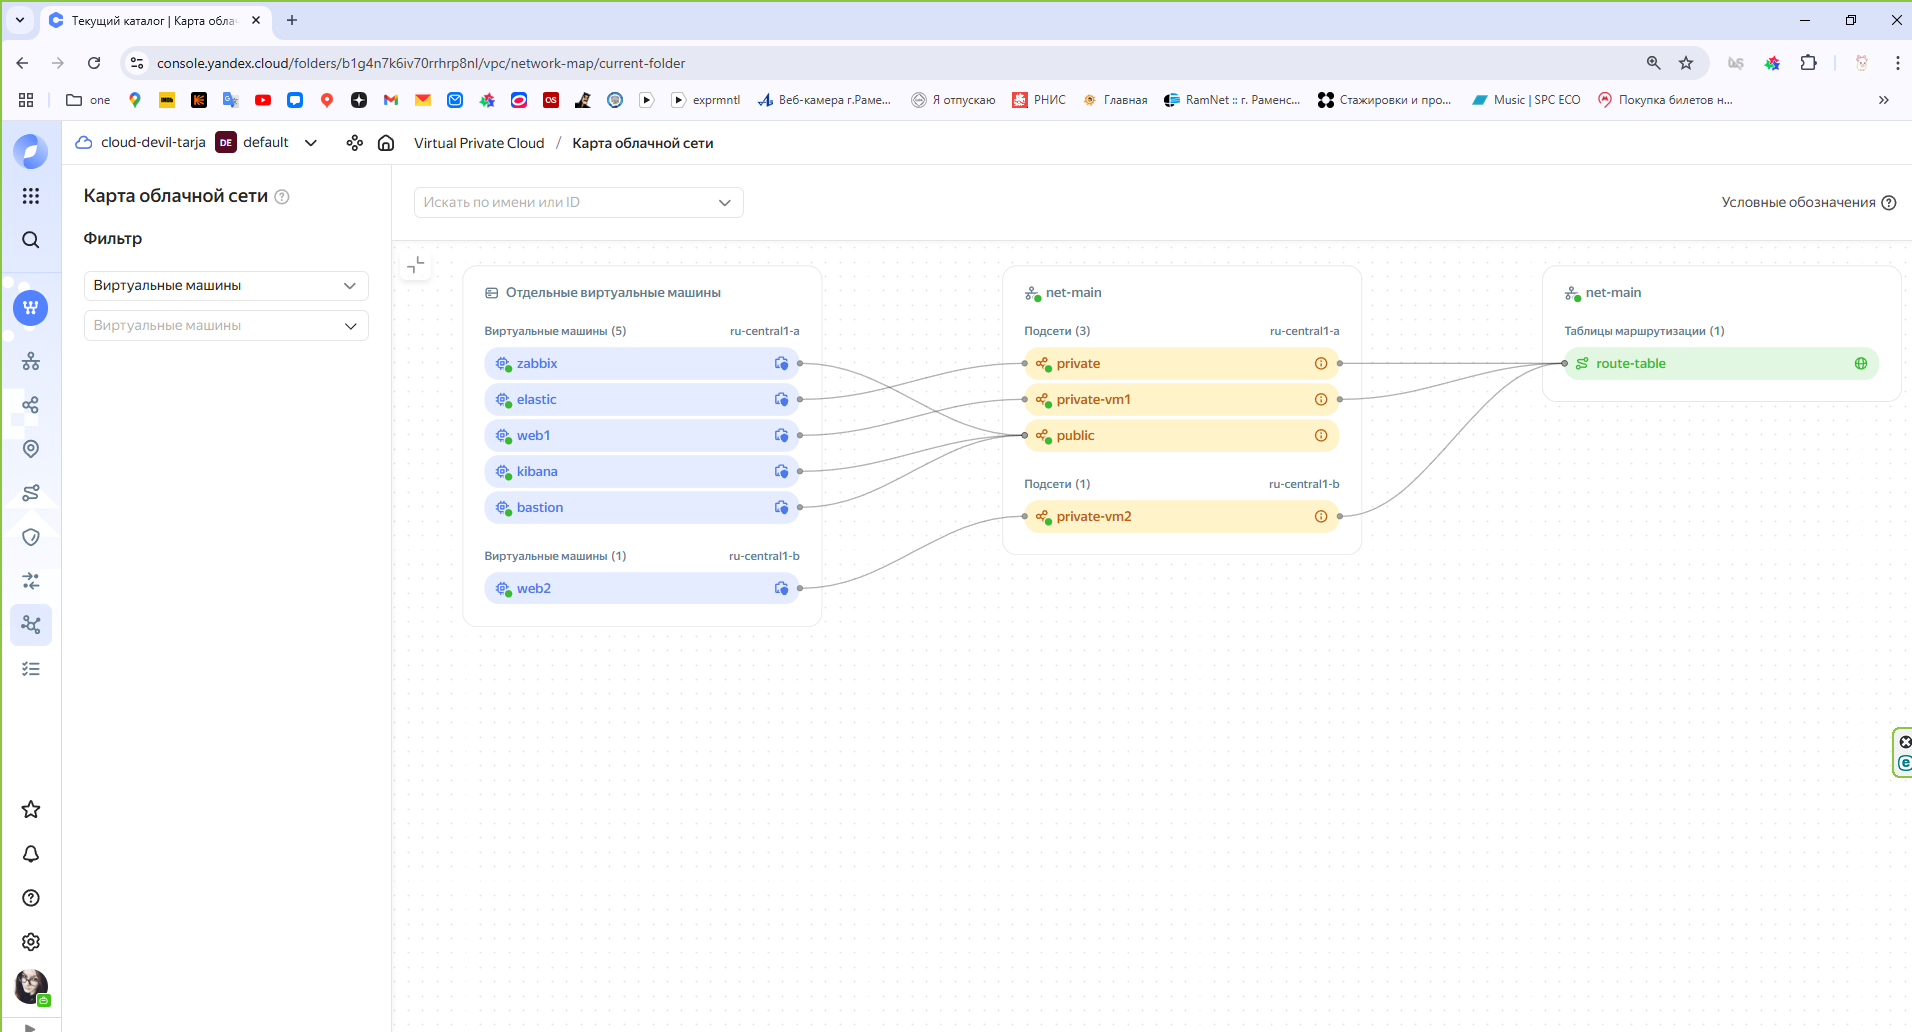 Текущий каталог | Карта обла
console.yandex.cloud/folders/b1g4n7k6iv70rrhrp8nl/vpc/network-map/current-folder
one
exprmntl
Веб-камера г.Раме...
Я отпускаю
РНИС
Главная
RamNet :: г. Раменс...
Стажировки и про...
Music | SPC ECO
Покупка билетов н...
cloud-devil-tarja
DE
default
Virtual Private Cloud / Карта облачной сети
Карта облачной сети
Фильтр
Виртуальные машины
Виртуальные машины
Искать по имени или ID
Условные обозначения
Отдельные виртуальные машины
Виртуальные машины (5) ru-central1-a
zabbix
elastic
web1
kibana
bastion
Виртуальные машины (1) ru-central1-b
web2
net-main
Подсети (3) ru-central1-a
private
private-vm1
public
Подсети (1) ru-central1-b
private-vm2
net-main
Таблицы маршрутизации (1)
route-table